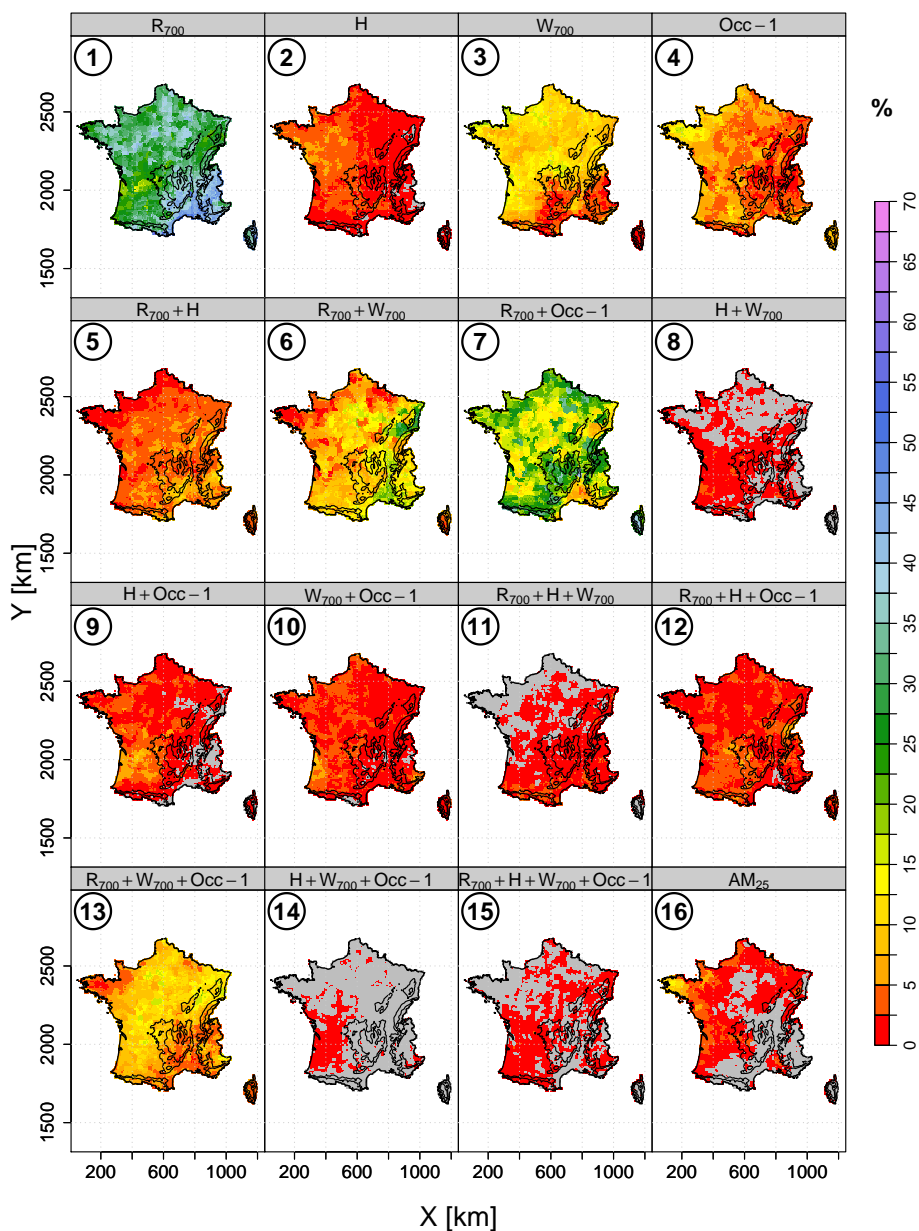 R700
H
W700
Occ − 1
1
2
3
4
R700 + H
R700 + W700
R700 + Occ − 1
H + W700
5
6
7
8
H + Occ − 1
W700 + Occ − 1
R700 + H + W700
R700 + H + Occ − 1
9
10
11
12
R700 + W700 + Occ − 1
H + W700 + Occ − 1
R700 + H + W700 + Occ − 1
AM25
13
14
15
16
Y [km]
2500
2000
1500
2500
2000
1500
2500
2000
1500
2500
2000
1500
200 600 1000
200 600 1000
200 600 1000
200 600 1000
X [km]
%
70
65
60
55
50
45
40
35
30
25
20
15
10
5
0